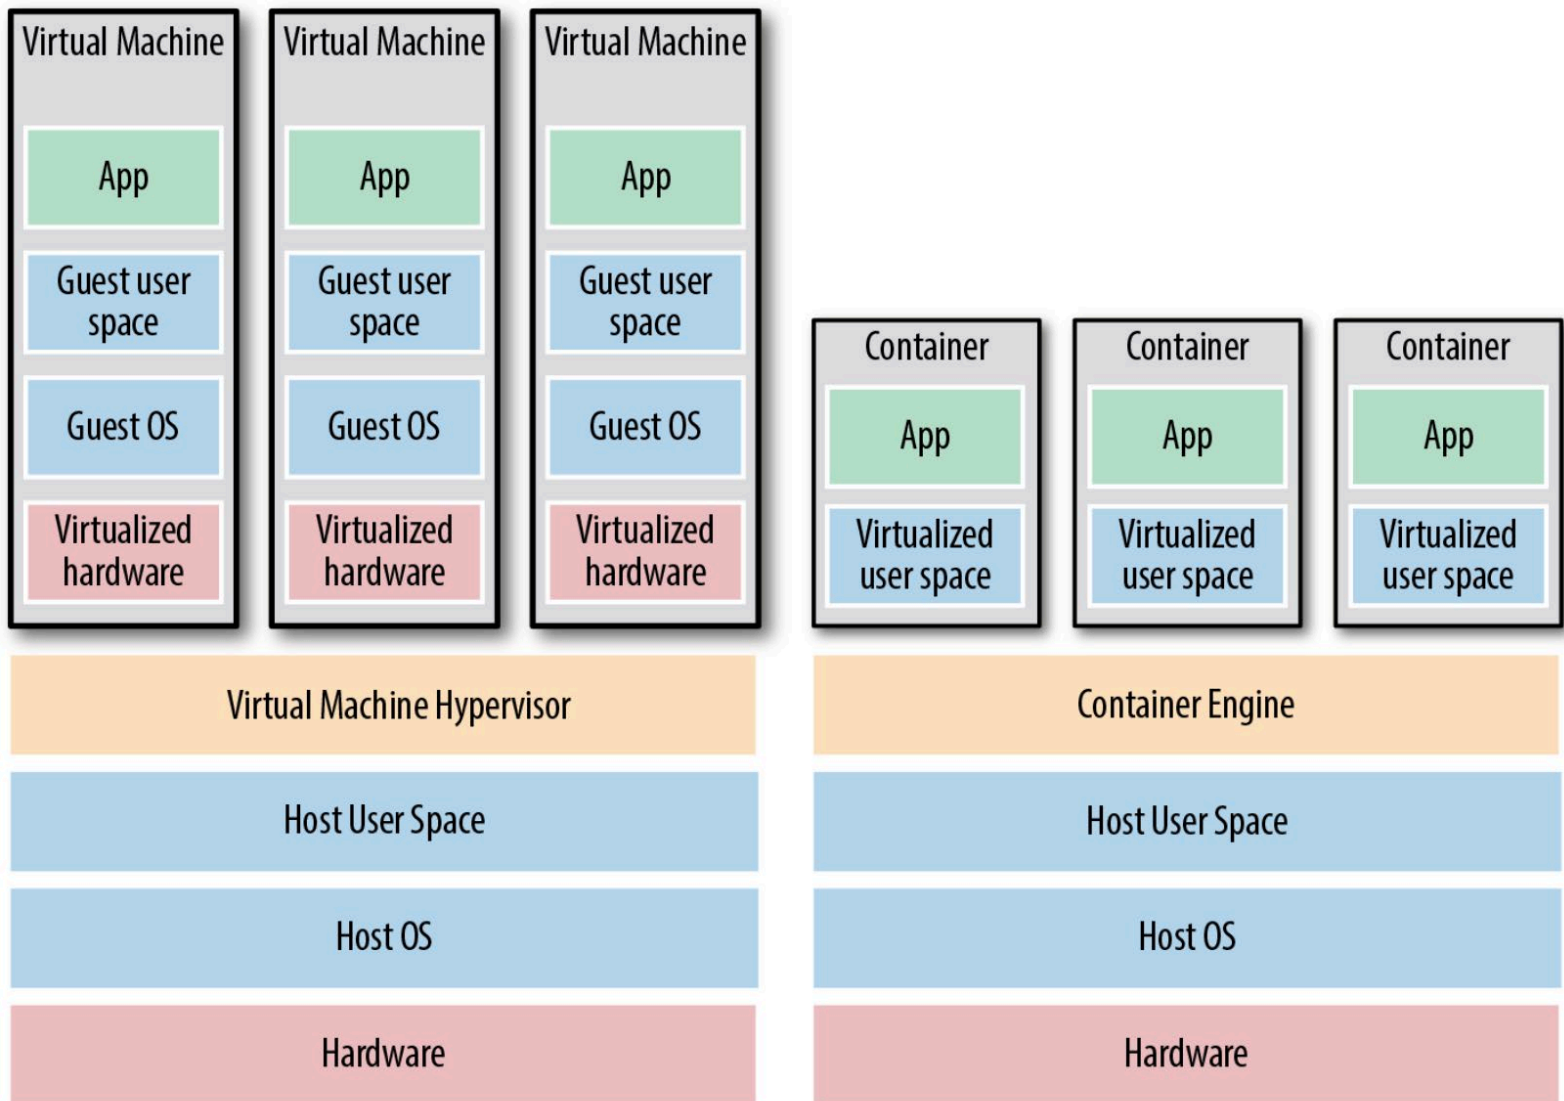 Virtual Machine
App
Guest user
space
Guest OS
Virtualized
hardware
Virtual Machine
App
Guest user
space
Guest OS
Virtualized
hardware
Virtual Machine
App
Guest user
space
Guest OS
Virtualized
hardware
Virtual Machine Hypervisor
Host User Space
Host OS
Hardware
Container
App
Virtualized
user space
Container
App
Virtualized
user space
Container
App
Virtualized
user space
Container Engine
Host User Space
Host OS
Hardware